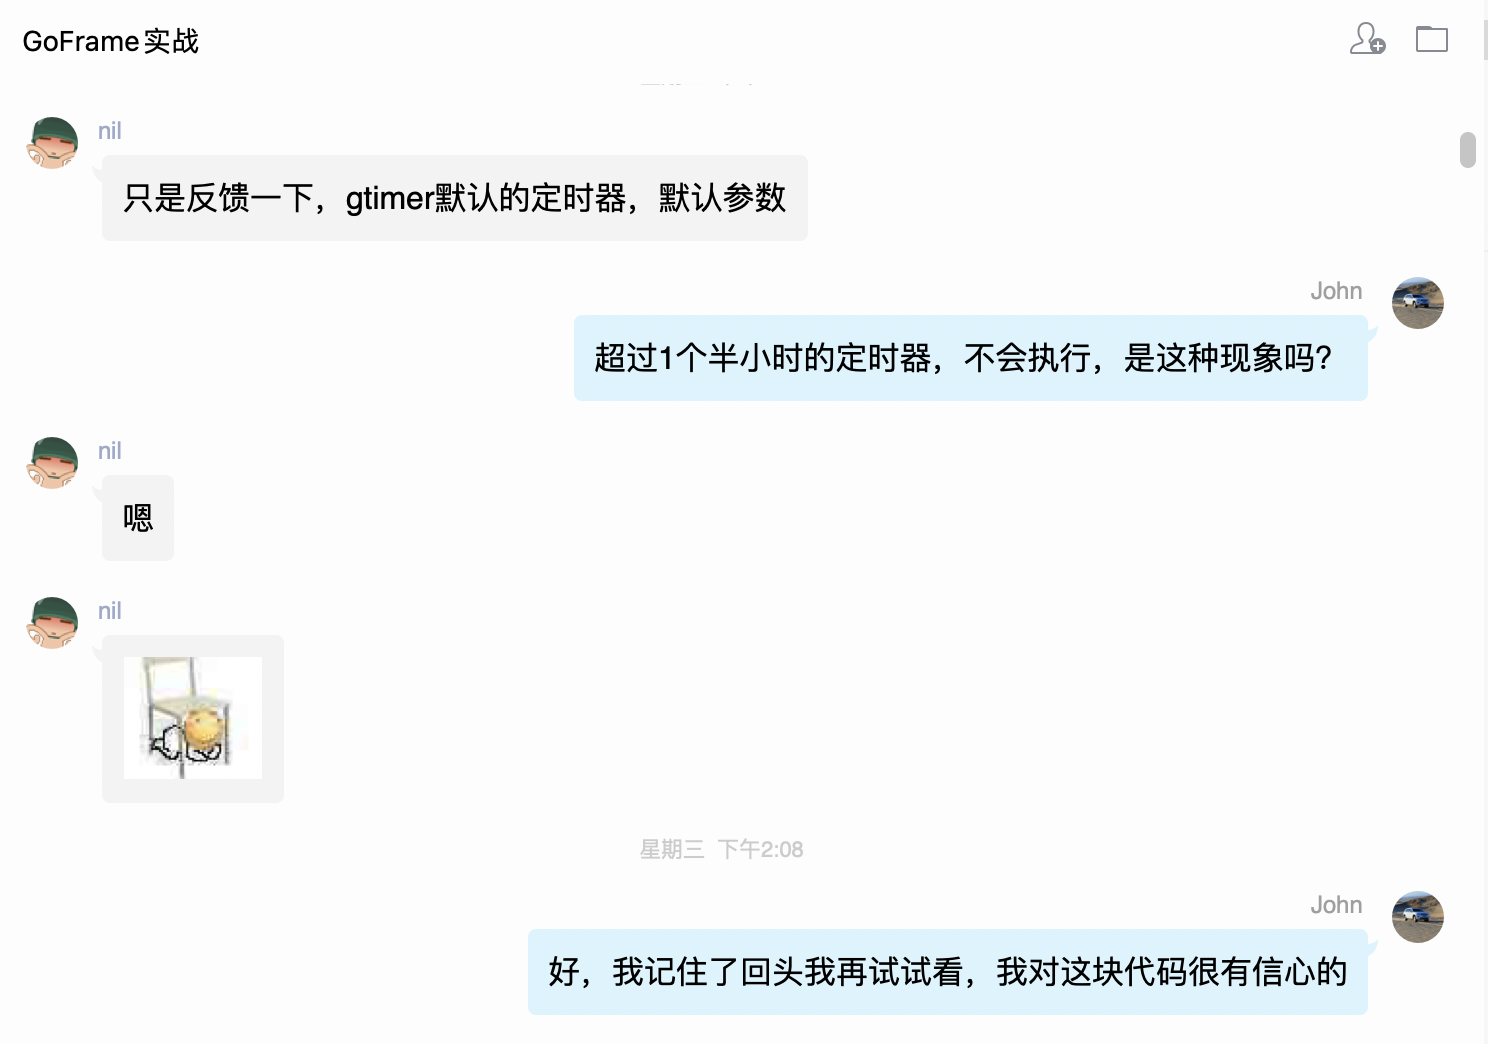 GoFrame实战
nil
只是反馈一下，gtimer默认的定时器，默认参数
John
超过1个半小时的定时器，不会执行，是这种现象吗?
nil
嗯
nil
星期三 下午2:08
John
好，我记住了回头我再试试看，我对这块代码很有信心的